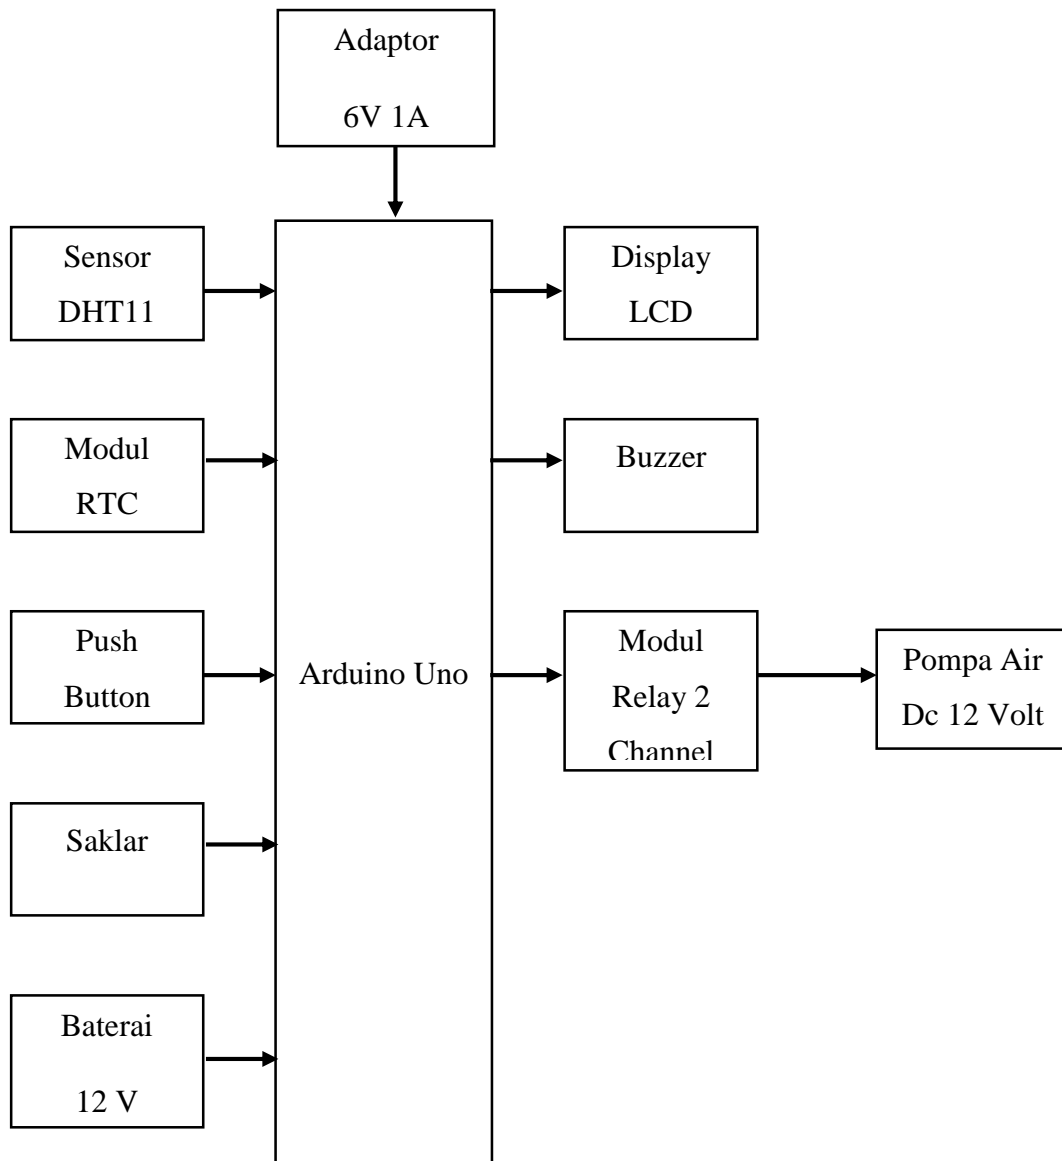 Adaptor
6V 1A
Sensor
DHT11
Display
LCD
Modul
RTC
Buzzer
Push
Button
Arduino Uno
Modul
Relay 2
Channel
Pompa Air
Dc 12 Volt
Saklar
Baterai
12 V